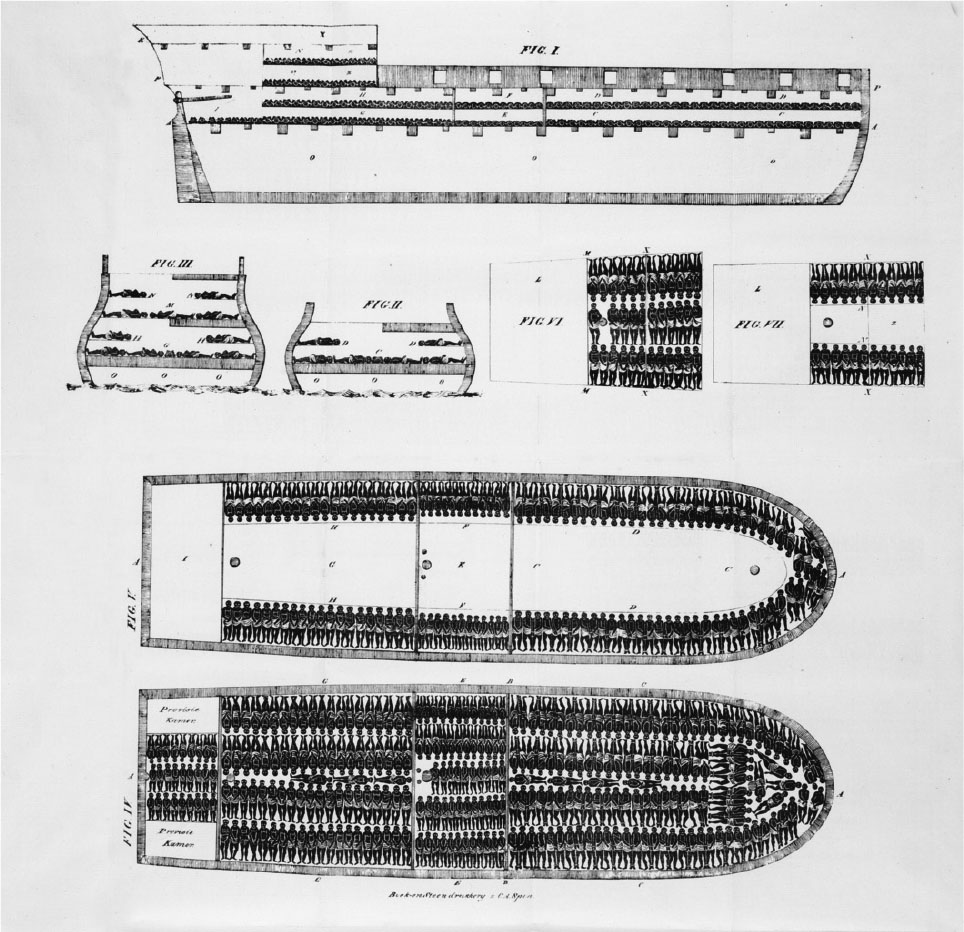 FIG. I.
FIG. III.
FIG. II.
FIG. VI
FIG. VII
FIG. V
FIG. IV
Provisie
Kamer.
Provisie
Kamer.
K
X
N
Z
P
H
F
D
D
G
E
C
C
A
I
O
O
O
N
N
M
H
H
G
O
O
O
D
D
C
O
O
O
M
X
L
M
X
X
L
N
Z
X
A
I
H
G
H
F
E
F
D
C
C
D
A
G
E
B
C
A
A